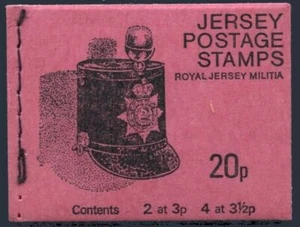 JERSEY
POSTAGE
STAMPS
ROYAL JERSEY MILITIA
20p
Contents 2 at 3p 4 at 3½p